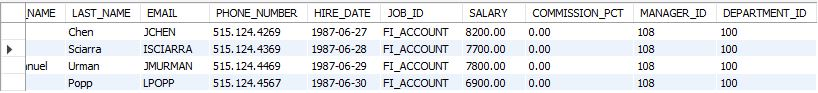 _NAME LAST_NAME EMAIL PHONE_NUMBER HIRE_DATE JOB_ID SALARY COMMISSION_PCT MANAGER_ID DEPARTMENT_ID
Chen JCHEN 515.124.4269 1987-06-27 FI_ACCOUNT 8200.00 0.00 108 100
Sciarra ISCIARRA 515.124.4369 1987-06-28 FI_ACCOUNT 7700.00 0.00 108 100
nuel Urman JMURMAN 515.124.4469 1987-06-29 FI_ACCOUNT 7800.00 0.00 108 100
Popp LPOPP 515.124.4567 1987-06-30 FI_ACCOUNT 6900.00 0.00 108 100